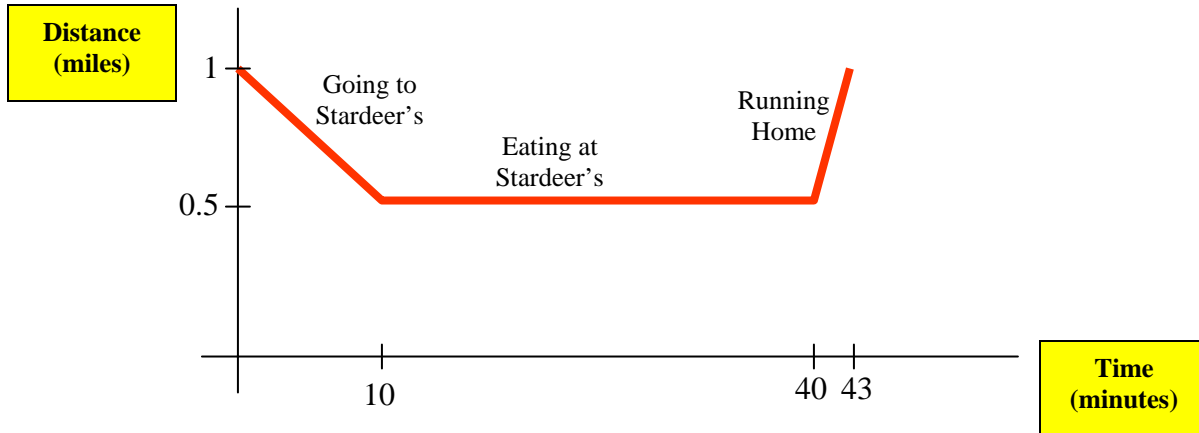 Distance
(miles)
1
Going to
Stardeer’s
Running
Home
Eating at
Stardeer’s
0.5
10
40 43
Time
(minutes)